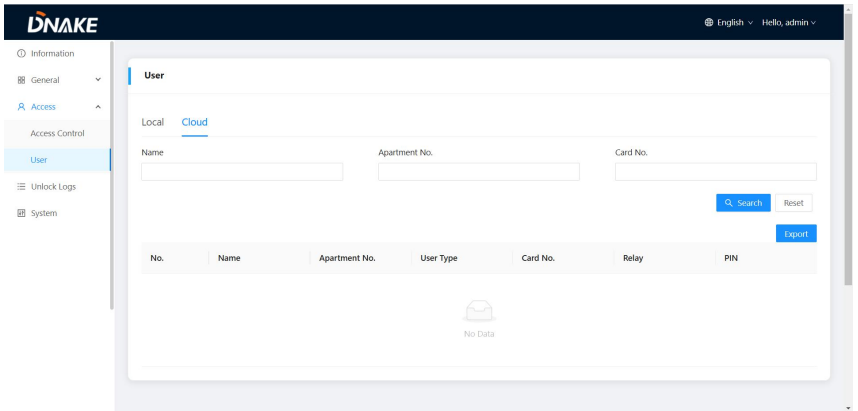 DNAKE
English
Hello, admin
Information
General
Access
Access Control
User
Unlock Logs
System
User
Local Cloud
Name Apartment No. Card No.
Search Reset
Export
No. Name Apartment No. User Type Card No. Relay PIN
No Data